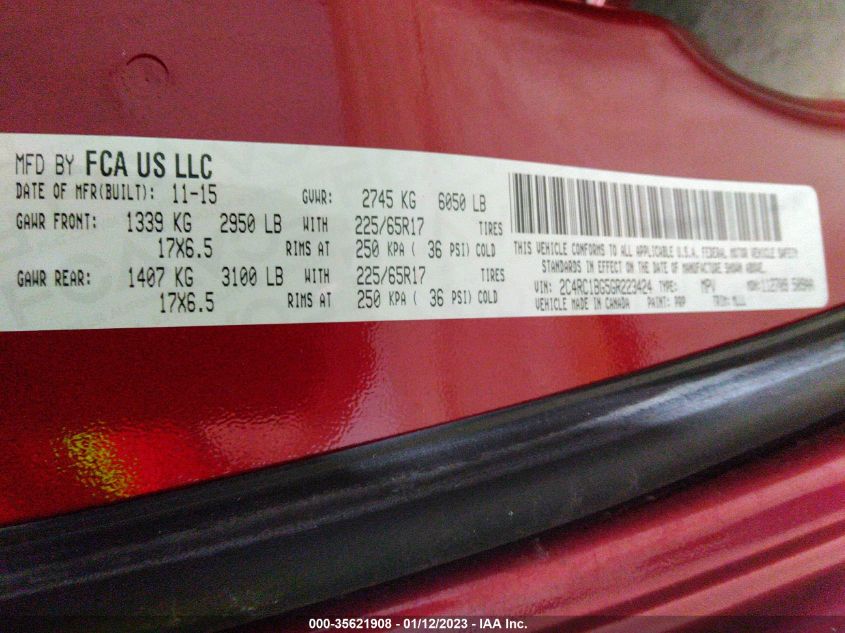 MFD BY FCA US LLC
DATE OF MFR(BUILT): 11-15 GVWR: 2745 KG 6050 LB
GAWR FRONT: 1339 KG 2950 LB WITH 225/65R17 TIRES
17X6.5 RIMS AT 250 KPA ( 36 PSI) COLD
GAWR REAR: 1407 KG 3100 LB WITH 225/65R17 TIRES
17X6.5 RIMS AT 250 KPA ( 36 PSI) COLD
THIS VEHICLE CONFORMS TO ALL APPLICABLE U.S.A. FEDERAL MOTOR VEHICLE SAFETY
STANDARDS IN EFFECT ON THE DATE OF MANUFACTURE SHOWN ABOVE.
VIN: 2C4RC1BG5GR223424 TYPE: MPV MDH:
MADE IN CANADA PAINT: PRP TRIM:
000-35621908 - 01/12/2023 - IAA Inc.